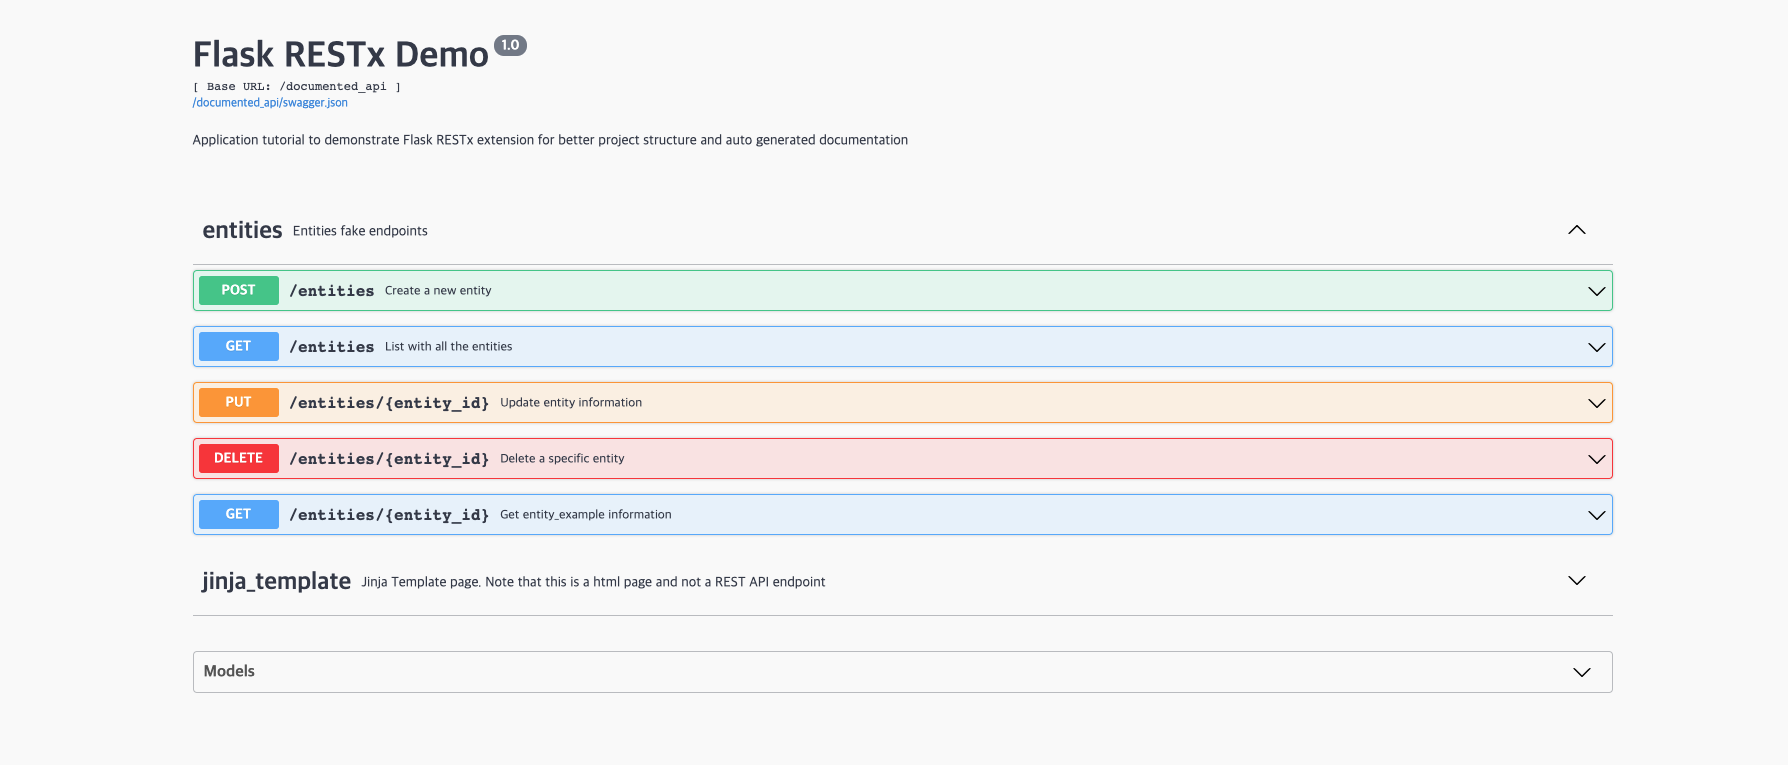 Flask RESTx Demo 1.0
[ Base URL: /documented_api ]
/documented_api/swagger.json
Application tutorial to demonstrate Flask RESTx extension for better project structure and auto generated documentation
entities Entities fake endpoints
POST /entities Create a new entity
GET /entities List with all the entities
PUT /entities/{entity_id} Update entity information
DELETE /entities/{entity_id} Delete a specific entity
GET /entities/{entity_id} Get entity_example information
jinja_template Jinja Template page. Note that this is a html page and not a REST API endpoint
Models